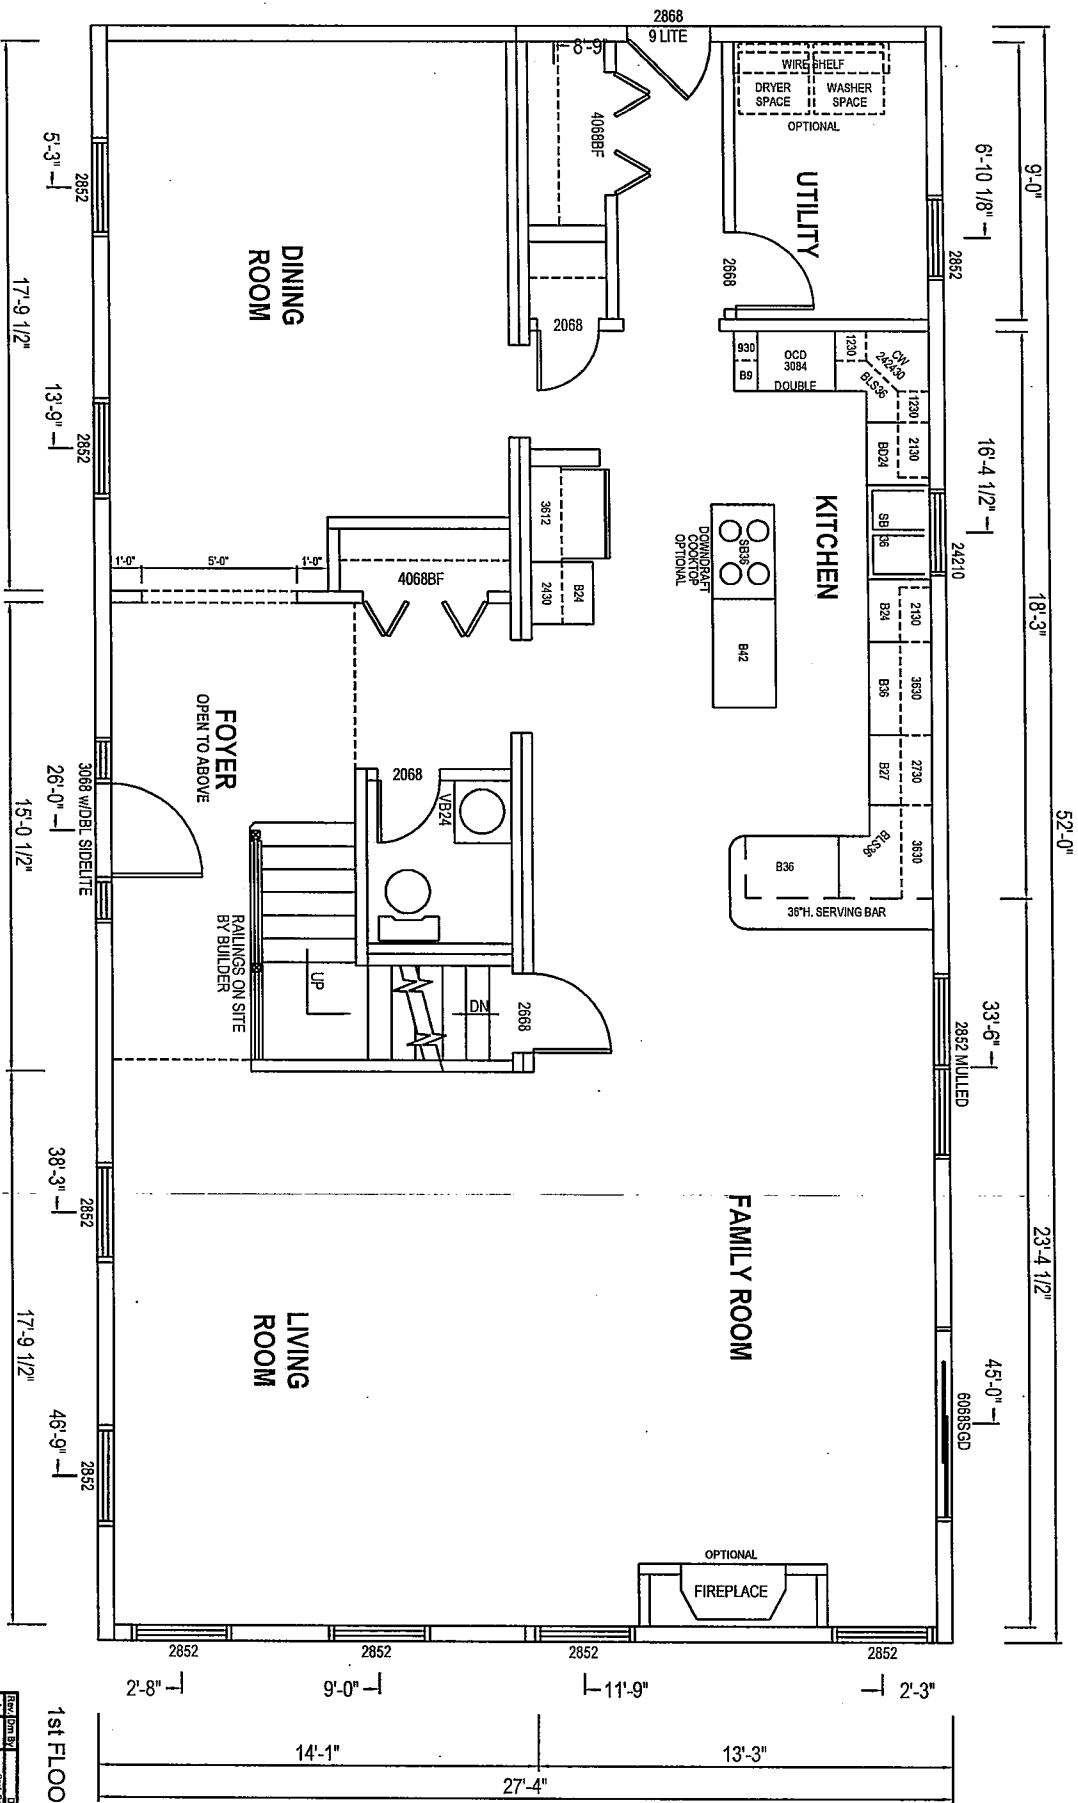 52'-0"
9'-0"
18'-3"
23'-4 1/2"
6'-10 1/8"
16'-4 1/2"
33'-6"
45'-0"
2852
24210
2852 MULLED
6068SGD
2868
9 LITE
8'-9"
WIRE SHELF
DRYER
SPACE
WASHER
SPACE
OPTIONAL
UTILITY
2668
4068BF
2068
930
B9
OCD
3084
DOUBLE
1230
CW
242430
BLS36
1230
2130
BD24
SB 36
2130
B24
3630
B36
2730
B27
3630
BLS36
B36
36"H. SERVING BAR
KITCHEN
SB36
DOWNDRAFT
COOKTOP
OPTIONAL
B42
3612
2430
B24
DINING
ROOM
4068BF
1'-0"
5'-0"
1'-0"
FOYER
OPEN TO ABOVE
2068
VB24
UP
DN
2668
RAILINGS ON SITE
BY BUILDER
FAMILY ROOM
LIVING
ROOM
OPTIONAL
FIREPLACE
2852
5'-3"
2852
13'-9"
3068 w/DBL SIDELITE
26'-0"
2852
38'-3"
2852
46'-9"
17'-9 1/2"
15'-0 1/2"
17'-9 1/2"
2852
2852
2852
2852
2'-8"
9'-0"
11'-9"
2'-3"
14'-1"
13'-3"
27'-4"
1st FLOO
Rev.
Drn By